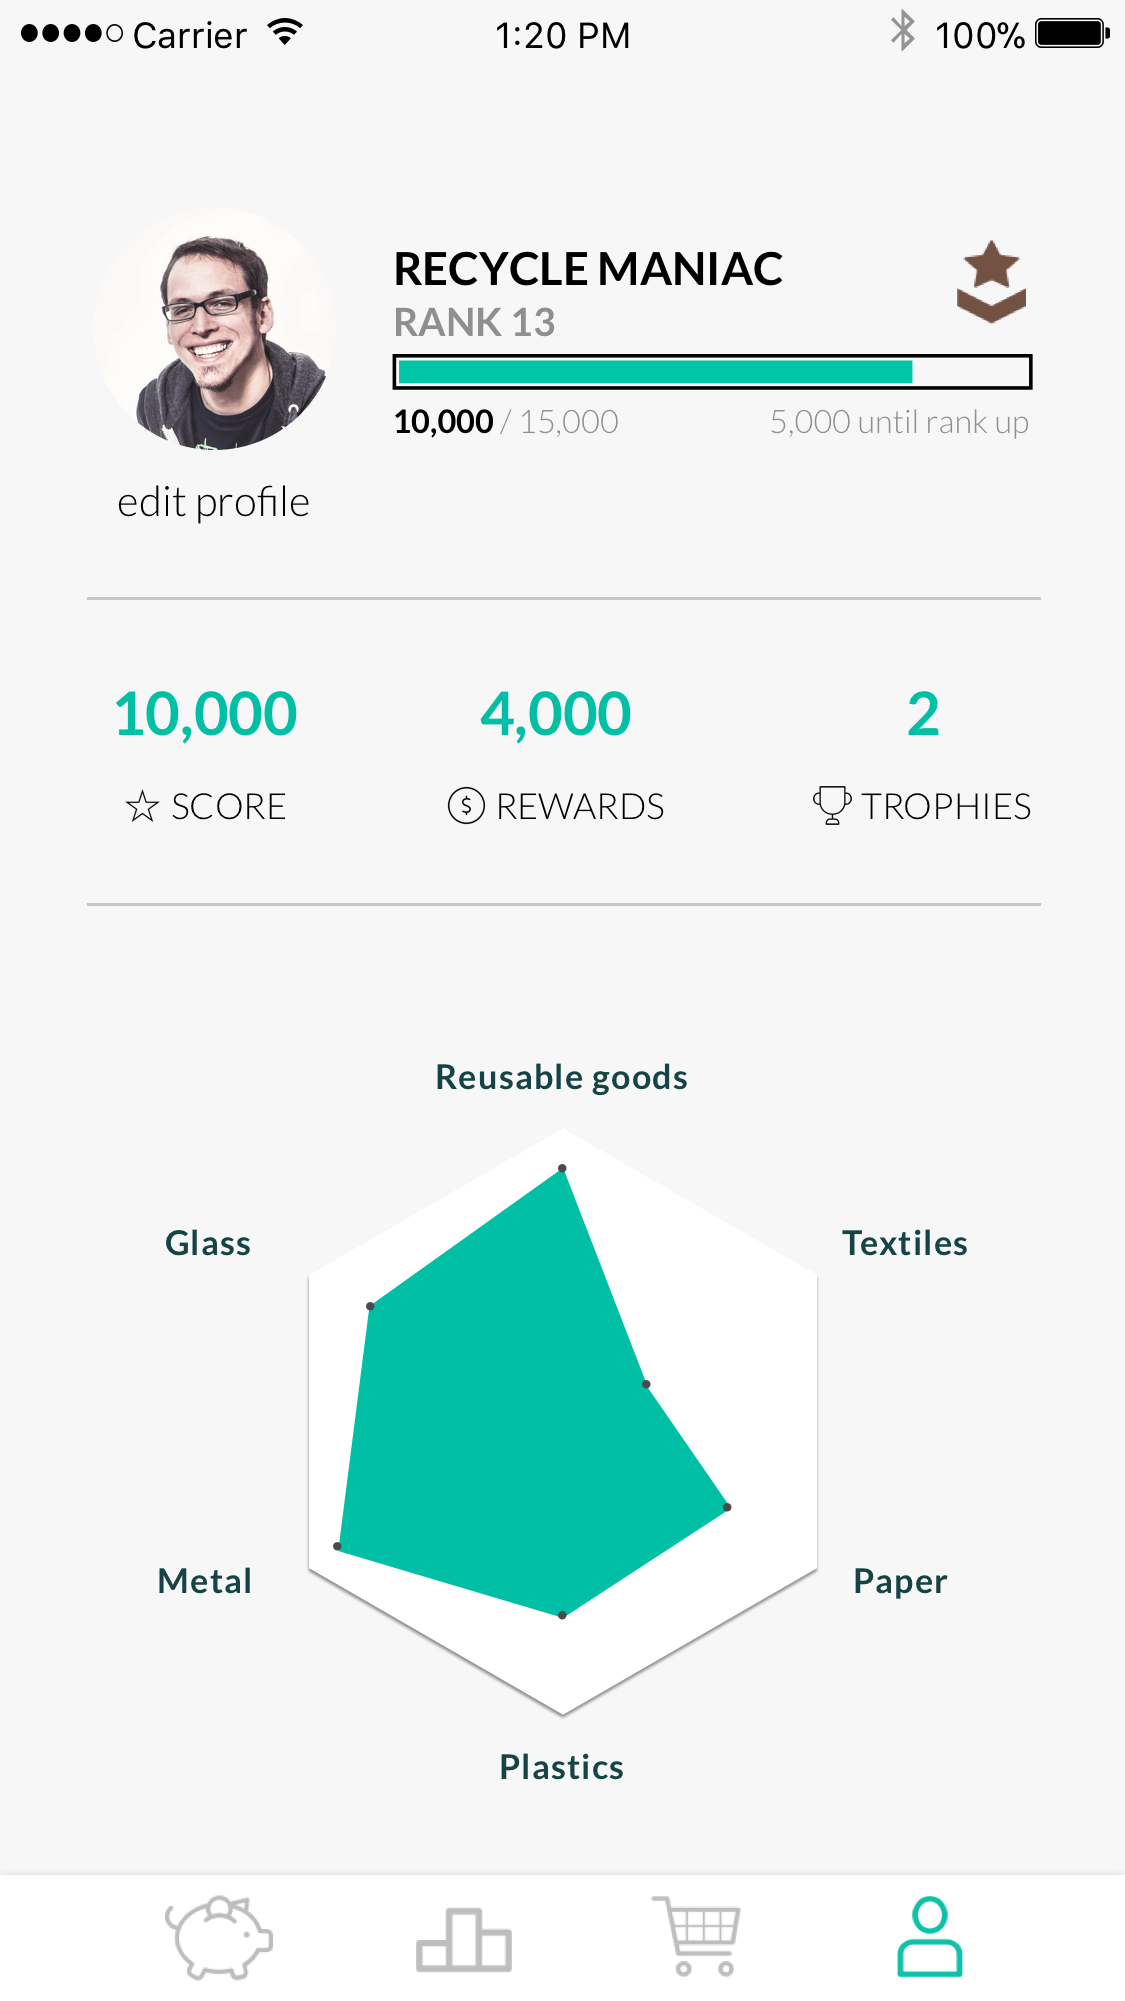 Carrier 1:20 PM 100%
RECYCLE MANIAC
RANK 13
10,000 / 15,000 5,000 until rank up
edit profile
10,000 4,000 2
SCORE REWARDS TROPHIES
Reusable goods
Glass Textiles
Metal Paper
Plastics